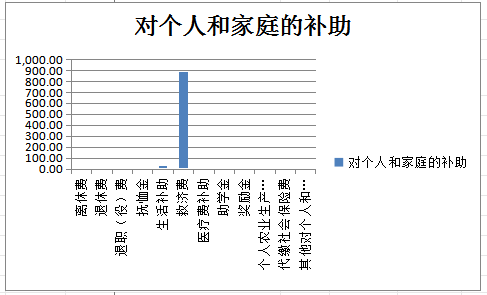 对个人和家庭的补助
1,000.00
900.00
800.00
700.00
600.00
500.00
400.00
300.00
200.00
100.00
0.00
离休费
退休费
退职（役）费
抚恤金
生活补助
救济费
医疗费补助
助学金
奖励金
个人农业生产…
代缴社会保险费
其他对个人和…
对个人和家庭的补助